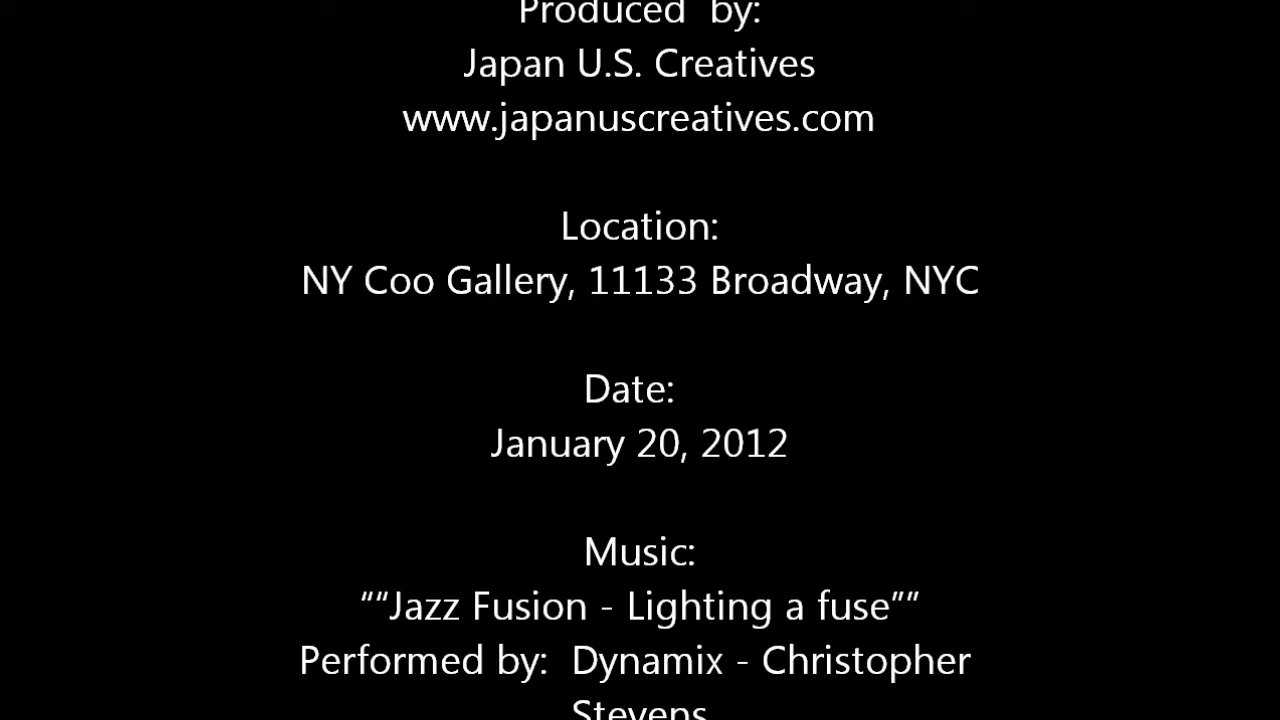 Produced  by:
Japan U.S. Creatives
www.japanuscreatives.com
Location:
NY Coo Gallery, 11133 Broadway, NYC
Date:
January 20, 2012
Music:
““Jazz Fusion - Lighting a fuse””
Performed by:  Dynamix - Christopher
Stevens